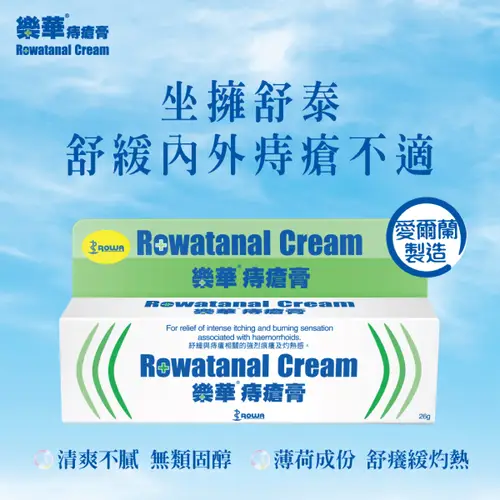 樂華®痔瘡膏
Rowatanal Cream
坐擁舒泰
舒緩內外痔瘡不適
愛爾蘭
製造
ROWA
Rowatanal Cream
樂華®痔瘡膏
Rowatanal Cream
For relief of intense itching and burning sensation
associated with haemorrhoids.
舒緩與痔瘡相關的強烈痕癢及灼熱感。
Rowatanal Cream
樂華®痔瘡膏
ROWA
26g
清爽不膩 無類固醇
薄荷成份 舒癢緩灼熱